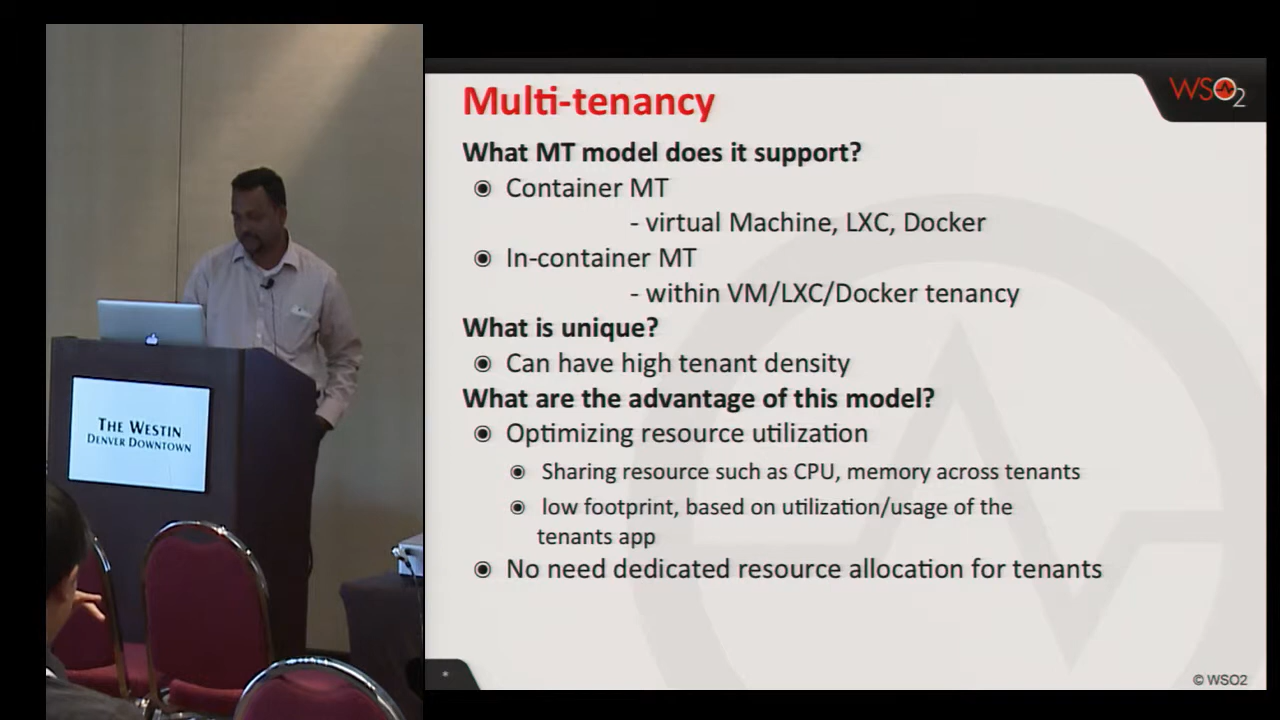 THE WESTIN
DENVER DOWNTOWN
WSO2
Multi-tenancy
What MT model does it support?
Container MT
- virtual Machine, LXC, Docker
In-container MT
- within VM/LXC/Docker tenancy
What is unique?
Can have high tenant density
What are the advantage of this model?
Optimizing resource utilization
Sharing resource such as CPU, memory across tenants
low footprint, based on utilization/usage of the
tenants app
No need dedicated resource allocation for tenants
*
© WSO2